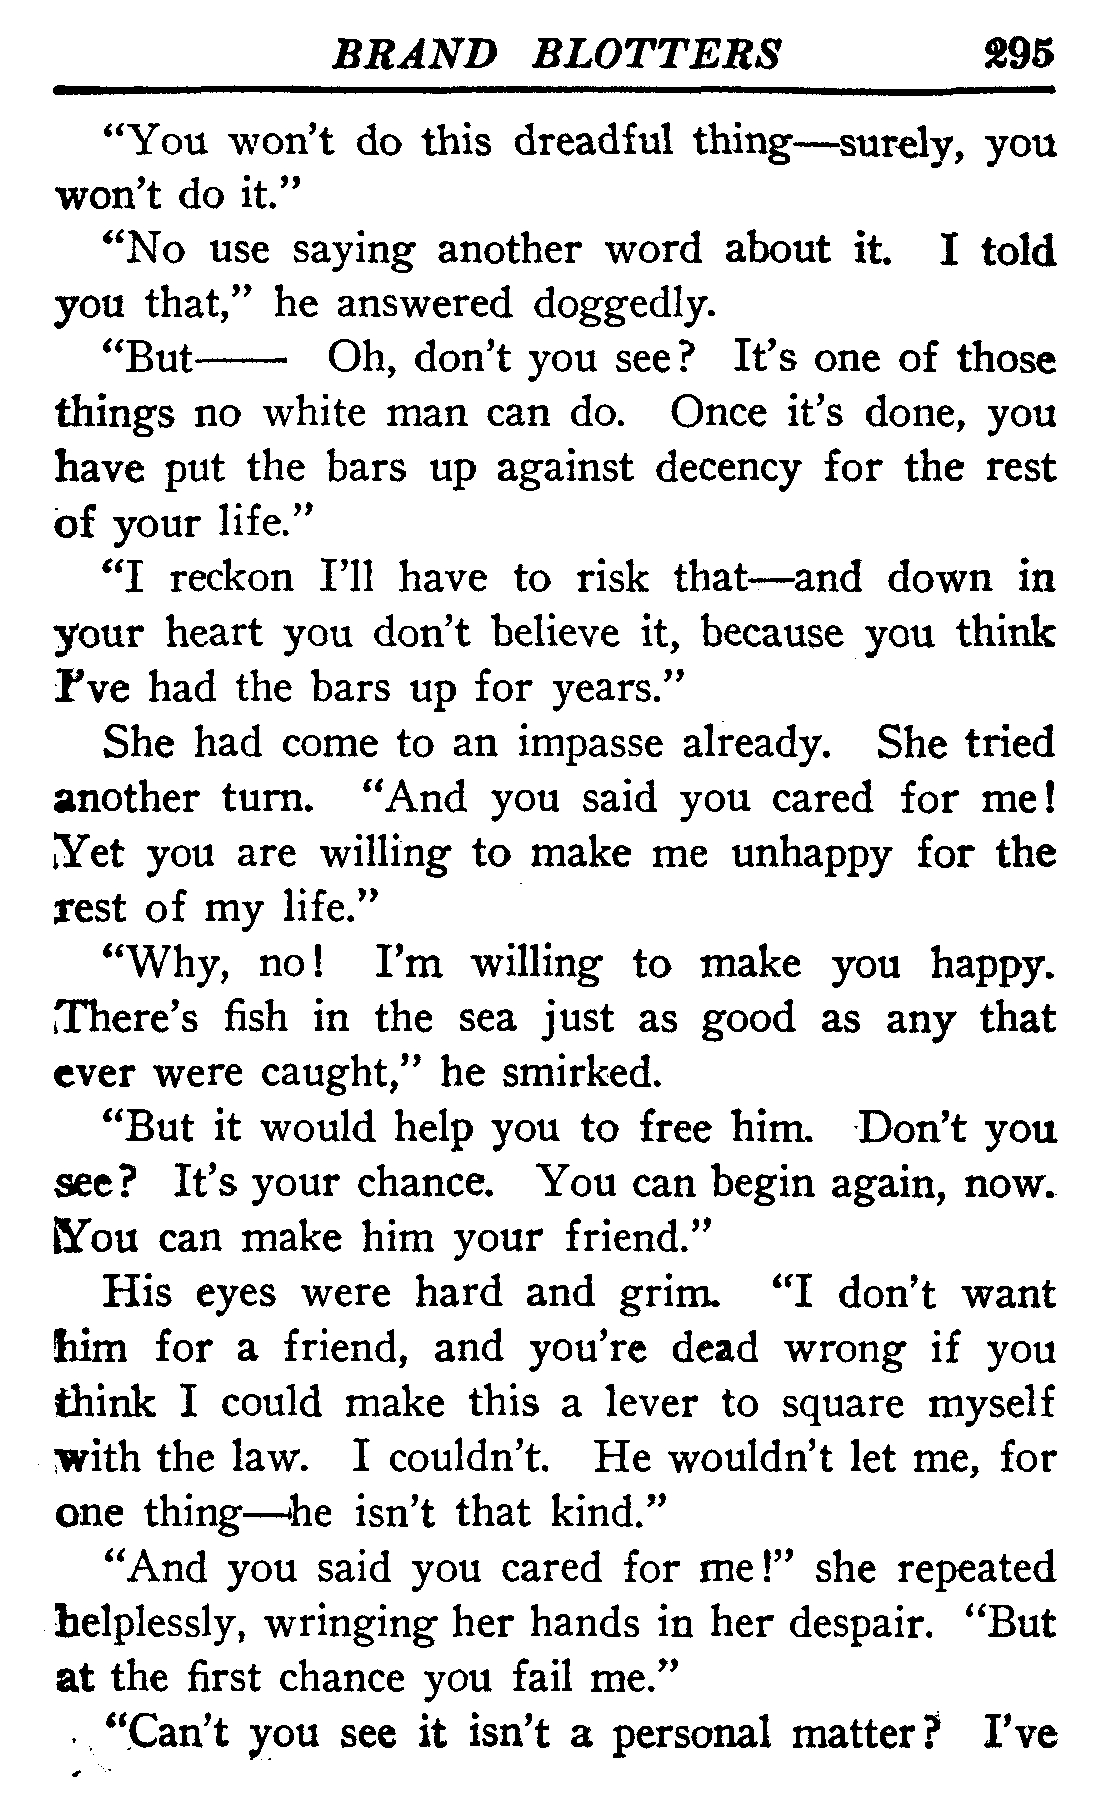 BRAND BLOTTERS 295
“You won’t do this dreadful thing—surely, you
won’t do it.”
“No use saying another word about it. I told
you that,” he answered doggedly.
“But—— Oh, don’t you see? It’s one of those
things no white man can do. Once it’s done, you
have put the bars up against decency for the rest
of your life.”
“I reckon I’ll have to risk that—and down in
your heart you don’t believe it, because you think
I’ve had the bars up for years.”
She had come to an impasse already. She tried
another turn. “And you said you cared for me!
Yet you are willing to make me unhappy for the
rest of my life.”
“Why, no! I’m willing to make you happy.
There’s fish in the sea just as good as any that
ever were caught,” he smirked.
“But it would help you to free him. Don’t you
see? It’s your chance. You can begin again, now.
You can make him your friend.”
His eyes were hard and grim. “I don’t want
him for a friend, and you’re dead wrong if you
think I could make this a lever to square myself
with the law. I couldn’t. He wouldn’t let me, for
one thing—he isn’t that kind.”
“And you said you cared for me!” she repeated
helplessly, wringing her hands in her despair. “But
at the first chance you fail me.”
“Can’t you see it isn’t a personal matter? I’ve